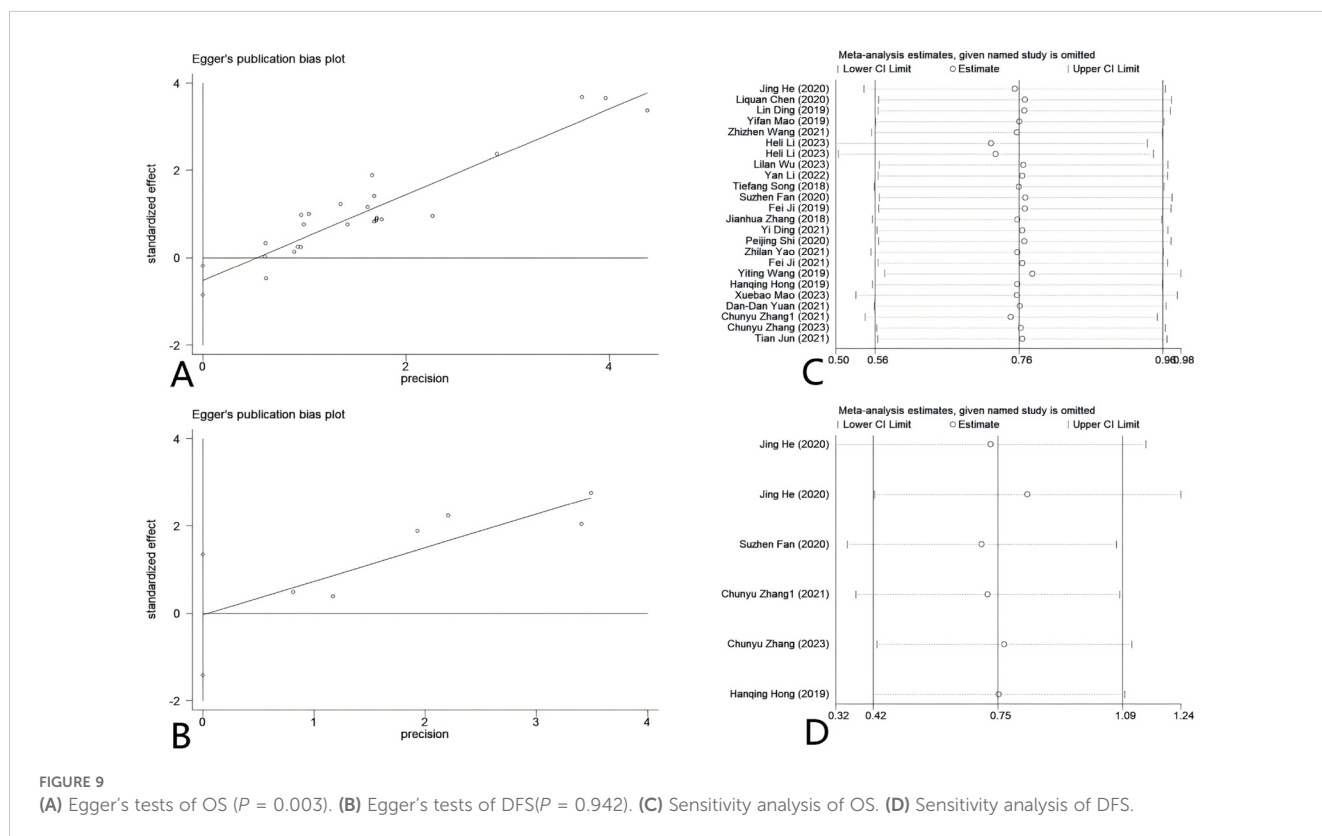 Egger's publication bias plot
standardized effect
4
2
0
-2
0
2
4
precision
A
Egger's publication bias plot
standardized effect
4
2
0
-2
0
1
2
3
4
precision
B
Meta-analysis estimates, given named study is omitted
Lower CI Limit Estimate Upper CI Limit
Jing He (2020)
Liquan Chen (2020)
Lin Ding (2019)
Yifan Mao (2019)
Zhizhen Wang (2021)
Heli Li (2023)
Heli Li (2023)
Lilan Wu (2023)
Yan Li (2022)
Tiefang Song (2018)
Suzhen Fan (2020)
Fei Ji (2019)
Jianhua Zhang (2018)
Yi Ding (2021)
Peijing Shi (2020)
Zhilan Yao (2021)
Fei Ji (2021)
Yiting Wang (2019)
Hanqing Hong (2019)
Xuebao Mao (2023)
Dan-Dan Yuan (2021)
Chunyu Zhang1 (2021)
Chunyu Zhang (2023)
Tian Jun (2021)
0.50 0.56 0.76 0.96 0.98
C
Meta-analysis estimates, given named study is omitted
Lower CI Limit Estimate Upper CI Limit
Jing He (2020)
Jing He (2020)
Suzhen Fan (2020)
Chunyu Zhang1 (2021)
Chunyu Zhang (2023)
Hanqing Hong (2019)
0.32 0.42 0.75 1.09 1.24
D
FIGURE 9
(A) Egger's tests of OS (P = 0.003). (B) Egger's tests of DFS(P = 0.942). (C) Sensitivity analysis of OS. (D) Sensitivity analysis of DFS.